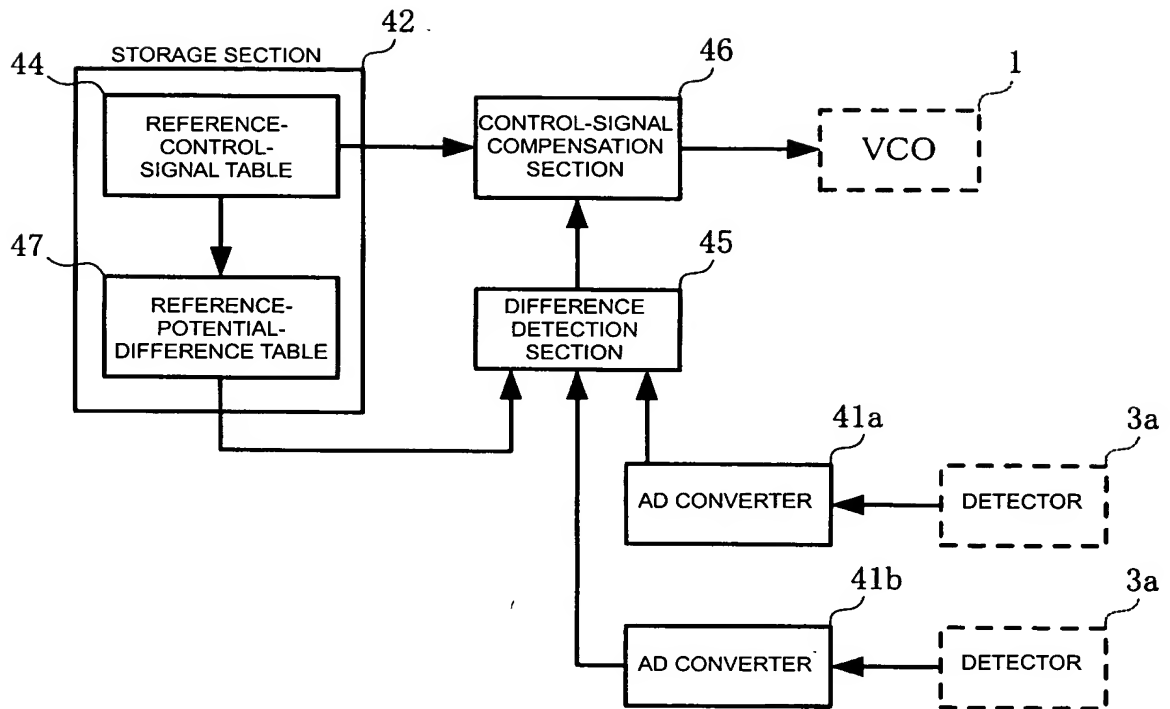 STORAGE SECTION
42
44
REFERENCE-
CONTROL-
SIGNAL TABLE
46
CONTROL-SIGNAL
COMPENSATION
SECTION
1
VCO
47
REFERENCE-
POTENTIAL-
DIFFERENCE TABLE
45
DIFFERENCE
DETECTION
SECTION
41a
AD CONVERTER
3a
DETECTOR
41b
AD CONVERTER
3a
DETECTOR